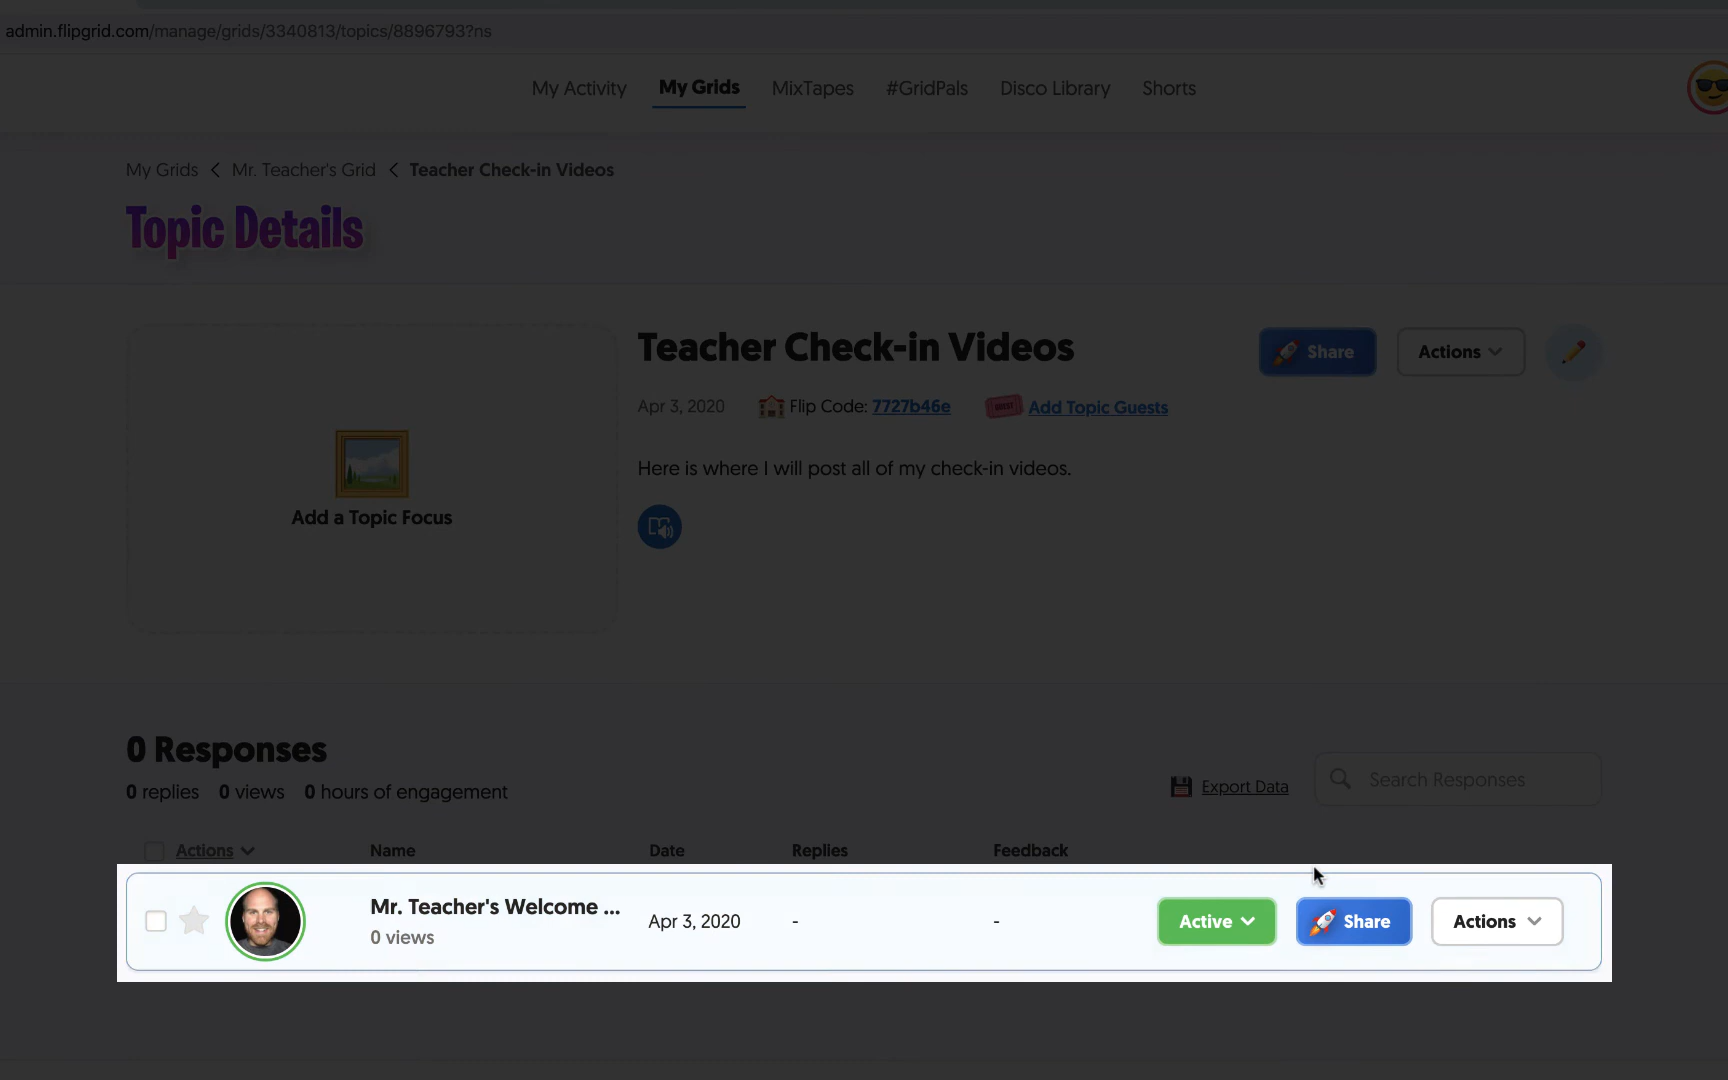 admin.flipgrid.com/manage/grids/3340813/topics/8896793?ns
My Activity My Grids MixTapes #GridPals Disco Library Shorts
My Grids < Mr. Teacher's Grid < Teacher Check-in Videos
Topic Details
Teacher Check-in Videos
Share Actions
Apr 3, 2020 Flip Code: 7727b46e Add Topic Guests
Here is where I will post all of my check-in videos.
Add a Topic Focus
0 Responses
0 replies 0 views 0 hours of engagement
Export Data Search Responses
Actions Name Date Replies Feedback
Mr. Teacher's Welcome ...
0 views
Apr 3, 2020 - - Active Share Actions